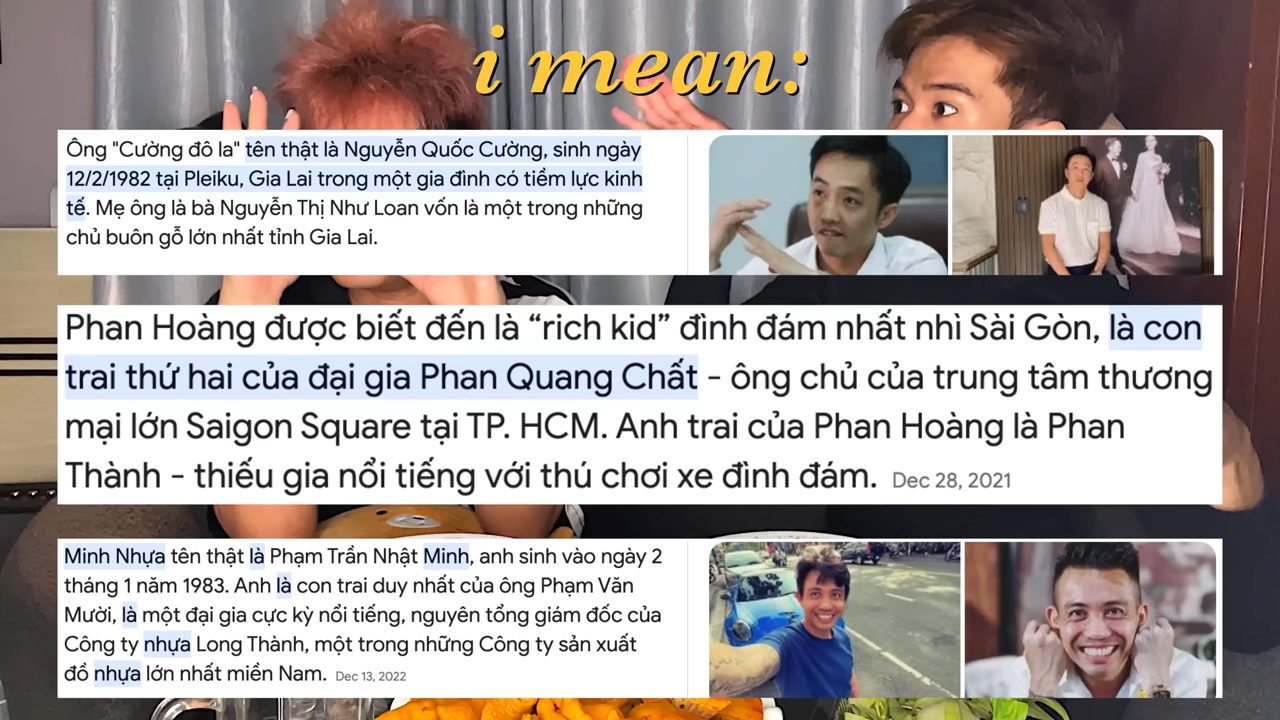 i mean:
Ông "Cường đô la" tên thật là Nguyễn Quốc Cường, sinh ngày
12/2/1982 tại Pleiku, Gia Lai trong một gia đình có tiềm lực kinh
tế. Mẹ ông là bà Nguyễn Thị Như Loan vốn là một trong những
chủ buôn gỗ lớn nhất tỉnh Gia Lai.
Phan Hoàng được biết đến là “rich kid” đình đám nhất nhì Sài Gòn, là con
trai thứ hai của đại gia Phan Quang Chất - ông chủ của trung tâm thương
mại lớn Saigon Square tại TP. HCM. Anh trai của Phan Hoàng là Phan
Thành - thiếu gia nổi tiếng với thú chơi xe đình đám. Dec 28, 2021
Minh Nhựa tên thật là Phạm Trần Nhật Minh, anh sinh vào ngày 2
tháng 1 năm 1983. Anh là con trai duy nhất của ông Phạm Văn
Mười, là một đại gia cực kỳ nổi tiếng, nguyên tổng giám đốc của
Công ty nhựa Long Thành, một trong những Công ty sản xuất
đồ nhựa lớn nhất miền Nam. Dec 13, 2022